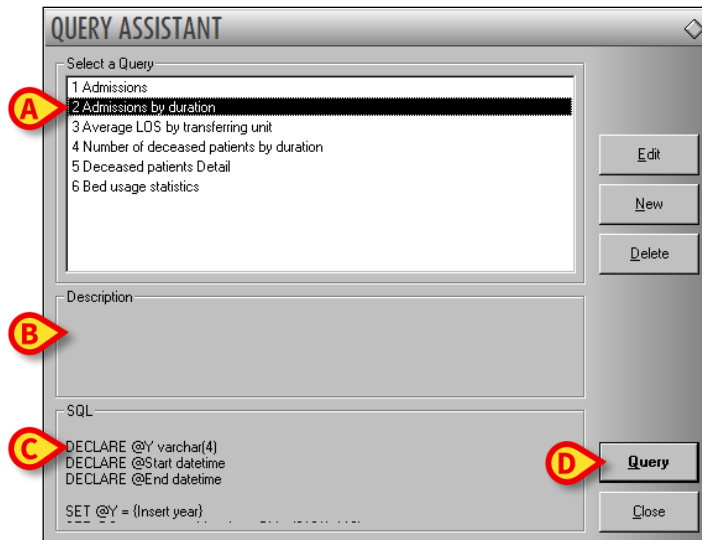 QUERY ASSISTANT
Select a Query
1 Admissions
A
2 Admissions by duration
3 Average LOS by transferring unit
4 Number of deceased patients by duration
5 Deceased patients Detail
6 Bed usage statistics
Edit
New
Delete
Description
B
SQL
C
DECLARE @Y varchar(4)
DECLARE @Start datetime
DECLARE @End datetime
SET @Y = {Insert year}
D
Query
Close